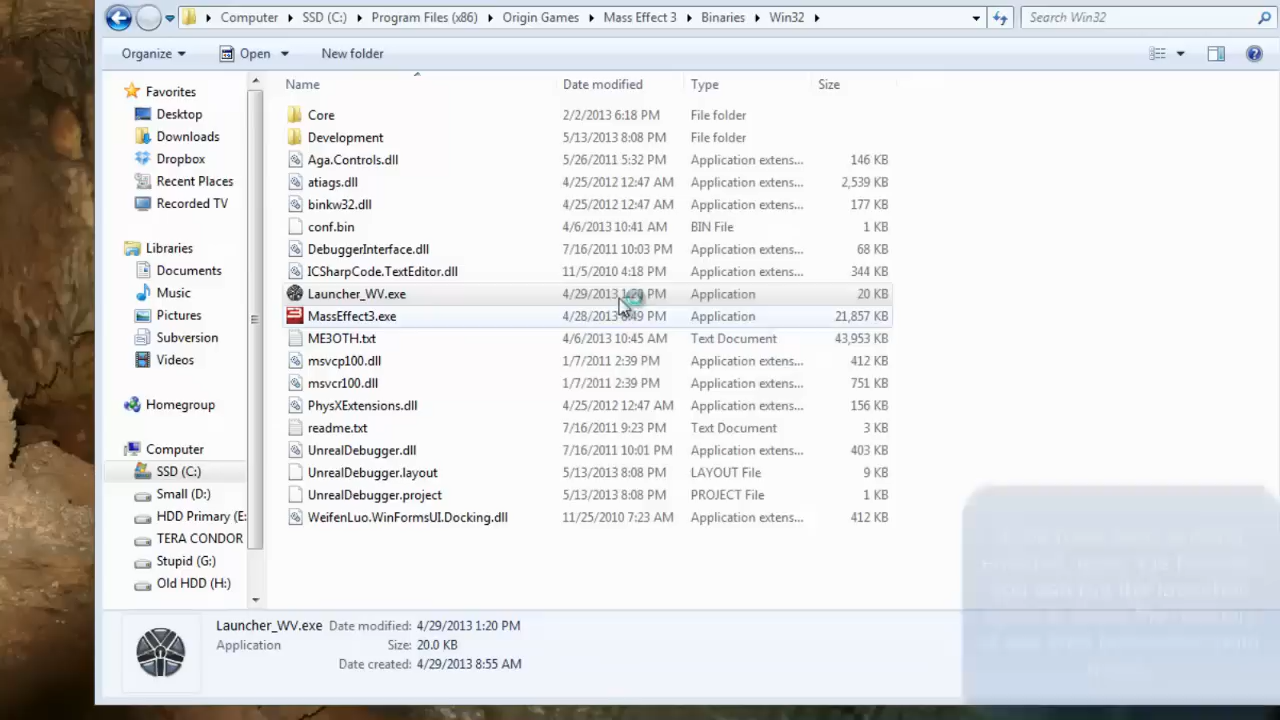 Computer ▸ SSD (C:) ▸ Program Files (x86) ▸ Origin Games ▸ Mass Effect 3 ▸ Binaries ▸ Win32 ▸
Search Win32
Organize Open New folder
Name Date modified Type Size
Favorites
Desktop
Downloads
Dropbox
Recent Places
Recorded TV
Libraries
Documents
Music
Pictures
Subversion
Videos
Homegroup
Computer
SSD (C:)
Small (D:)
HDD Primary (E:
TERA CONDOR
Stupid (G:)
Old HDD (H:)
Core 2/2/2013 6:18 PM File folder
Development 5/13/2013 8:08 PM File folder
Aga.Controls.dll 5/26/2011 5:32 PM Application extens... 146 KB
atiags.dll 4/25/2012 12:47 AM Application extens... 2,539 KB
binkw32.dll 4/25/2012 12:47 AM Application extens... 177 KB
conf.bin 4/6/2013 10:41 AM BIN File 1 KB
DebuggerInterface.dll 7/16/2011 10:03 PM Application extens... 68 KB
ICSharpCode.TextEditor.dll 11/5/2010 4:18 PM Application extens... 344 KB
Launcher_WV.exe 4/29/2013 1:20 PM Application 20 KB
MassEffect3.exe 4/28/2013 PM Application 21,857 KB
ME3OTH.txt 4/6/2013 10:45 AM Text Document 43,953 KB
msvcp100.dll 1/7/2011 2:39 PM Application extens... 412 KB
msvcr100.dll 1/7/2011 2:39 PM Application extens... 751 KB
PhysXExtensions.dll 4/25/2012 12:47 AM Application extens... 156 KB
readme.txt 7/16/2011 9:23 PM Text Document 3 KB
UnrealDebugger.dll 7/16/2011 10:01 PM Application extens... 403 KB
UnrealDebugger.layout 5/13/2013 8:08 PM LAYOUT File 9 KB
UnrealDebugger.project 5/13/2013 8:08 PM PROJECT File 1 KB
WeifenLuo.WinFormsUI.Docking.dll 11/25/2010 7:23 AM Application extens... 412 KB
Launcher_WV.exe Date modified: 4/29/2013 1:20 PM
Application Size: 20.0 KB
Date created: 4/29/2013 8:55 AM